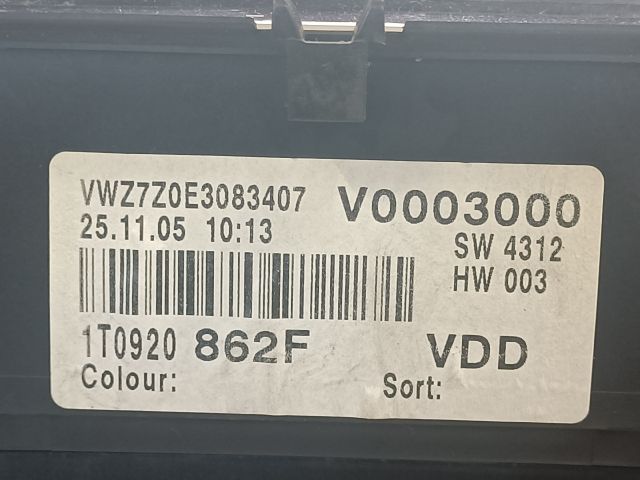 VWZ7Z0E3083407 V0003000
25.11.05 10:13 SW 4312
HW 003
1T0920 862F VDD
Colour: Sort: